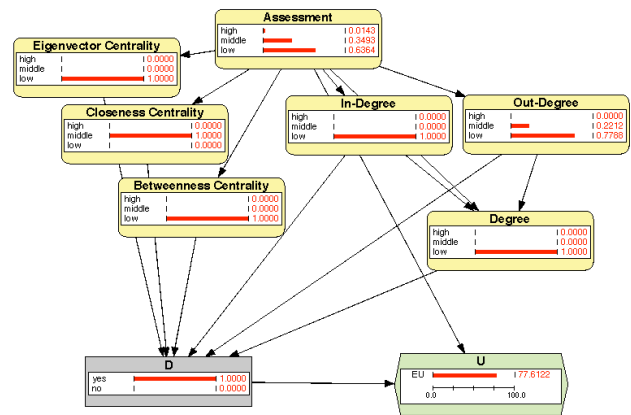 Assessment
high 0.0143
middle 0.3493
low 0.6364
Eigenvector Centrality
high 0.0000
middle 0.0000
low 1.0000
Closeness Centrality
high 0.0000
middle 1.0000
low 0.0000
In-Degree
high 0.0000
middle 0.0000
low 1.0000
Out-Degree
high 0.0000
middle 0.2212
low 0.7788
Betweenness Centrality
high 0.0000
middle 0.0000
low 1.0000
Degree
high 0.0000
middle 0.0000
low 1.0000
D
yes 1.0000
no 0.0000
U
EU 77.6122
0.0 100.0